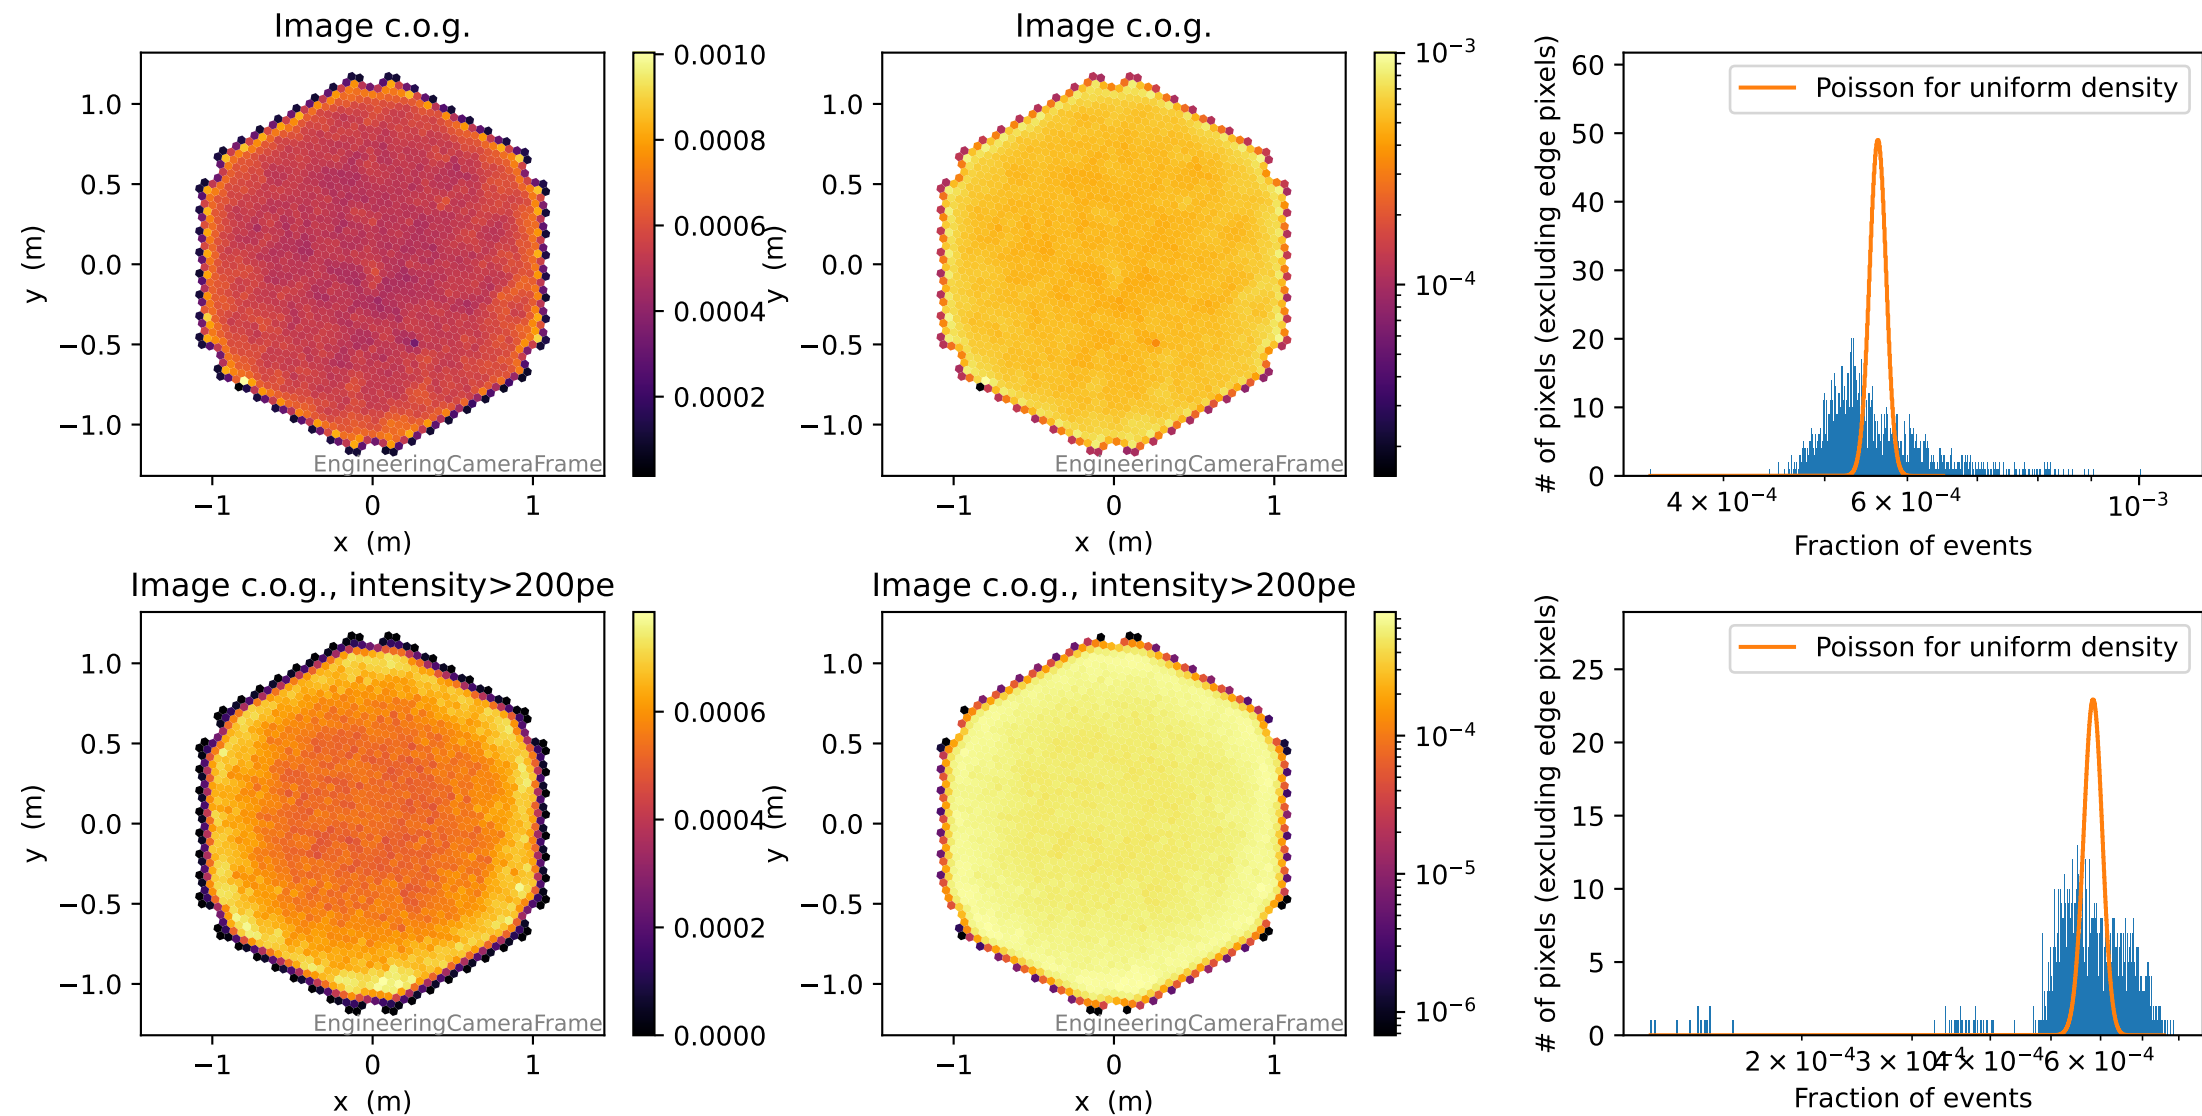 Image c.o.g.
1.0
0.5
0.0
−0.5
−1.0
y (m)
−1
0
1
x (m)
EngineeringCameraFrame
0.0010
0.0008
0.0006
0.0004
0.0002
Image c.o.g.
1.0
0.5
0.0
−0.5
−1.0
y (m)
−1
0
1
x (m)
EngineeringCameraFrame
10⁻³
10⁻⁴
Poisson for uniform density
60
50
40
30
20
10
0
# of pixels (excluding edge pixels)
4 × 10⁻⁴
6 × 10⁻⁴
10⁻³
Fraction of events
Image c.o.g., intensity>200pe
1.0
0.5
0.0
−0.5
−1.0
y (m)
−1
0
1
x (m)
EngineeringCameraFrame
0.0006
0.0004
0.0002
0.0000
Image c.o.g., intensity>200pe
1.0
0.5
0.0
−0.5
−1.0
y (m)
−1
0
1
x (m)
EngineeringCameraFrame
10⁻⁴
10⁻⁵
10⁻⁶
Poisson for uniform density
25
20
15
10
5
0
# of pixels (excluding edge pixels)
2 × 10⁻⁴
3 × 10⁻⁴
4 × 10⁻⁴
6 × 10⁻⁴
Fraction of events